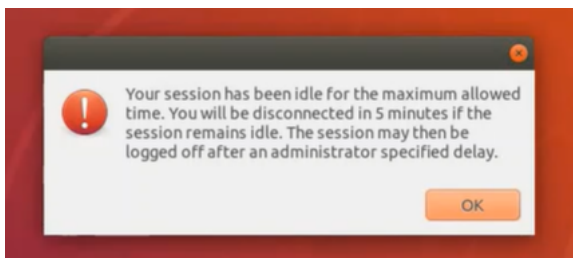 Your session has been idle for the maximum allowed
time. You will be disconnected in 5 minutes if the
session remains idle. The session may then be
logged off after an administrator specified delay.
OK